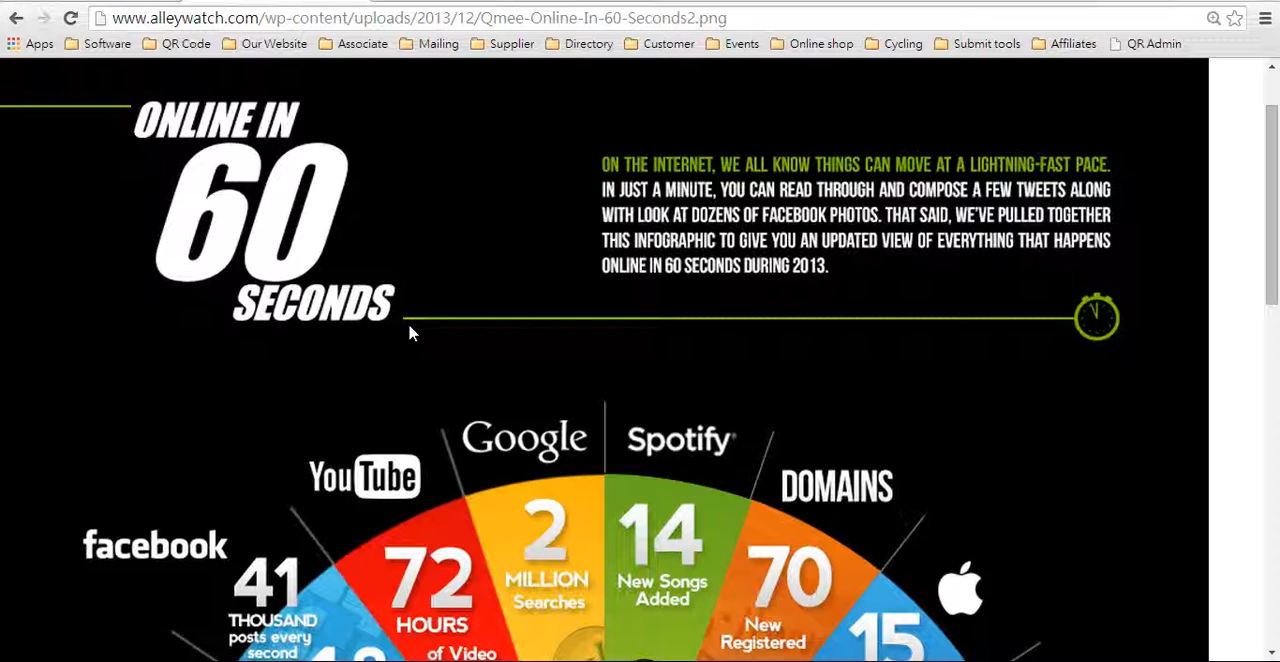 www.alleywatch.com/wp-content/uploads/2013/12/Qmee-Online-In-60-Seconds2.png
Apps Software QR Code Our Website Associate Mailing Supplier Directory Customer Events Online shop Cycling Submit tools Affiliates QR Admin
ONLINE IN
60
SECONDS
ON THE INTERNET, WE ALL KNOW THINGS CAN MOVE AT A LIGHTNING-FAST PACE.
IN JUST A MINUTE, YOU CAN READ THROUGH AND COMPOSE A FEW TWEETS ALONG
WITH LOOK AT DOZENS OF FACEBOOK PHOTOS. THAT SAID, WE'VE PULLED TOGETHER
THIS INFOGRAPHIC TO GIVE YOU AN UPDATED VIEW OF EVERYTHING THAT HAPPENS
ONLINE IN 60 SECONDS DURING 2013.
facebook
41
THOUSAND
posts every
second
YouTube
72
HOURS
of Video
Google
2
MILLION
Searches
Spotify
14
New Songs
Added
DOMAINS
70
New
Registered
15